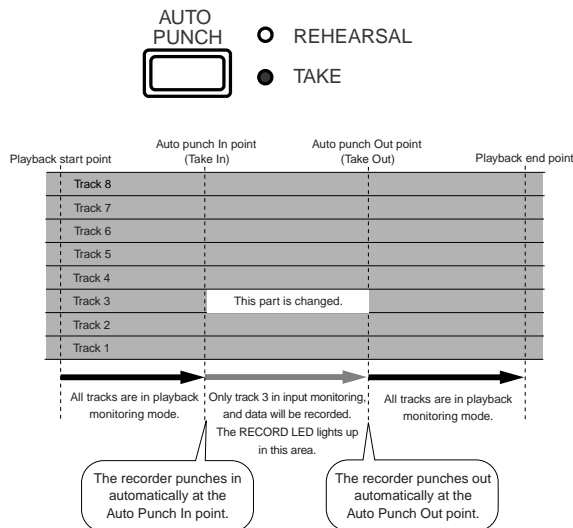 AUTO
PUNCH
REHEARSAL
TAKE
Auto punch In point
Auto punch Out point
Playback start point
(Take In)
(Take Out)
Playback end point
Track 8
Track 7
Track 6
Track 5
Track 4
Track 3
This part is changed.
Track 2
Track 1
All tracks are in playback
monitoring mode.
Only track 3 in input monitoring,
and data will be recorded.
The RECORD LED lights up
in this area.
All tracks are in playback
monitoring mode.
The recorder punches in
automatically at the
Auto Punch In point.
The recorder punches out
automatically at the
Auto Punch Out point.